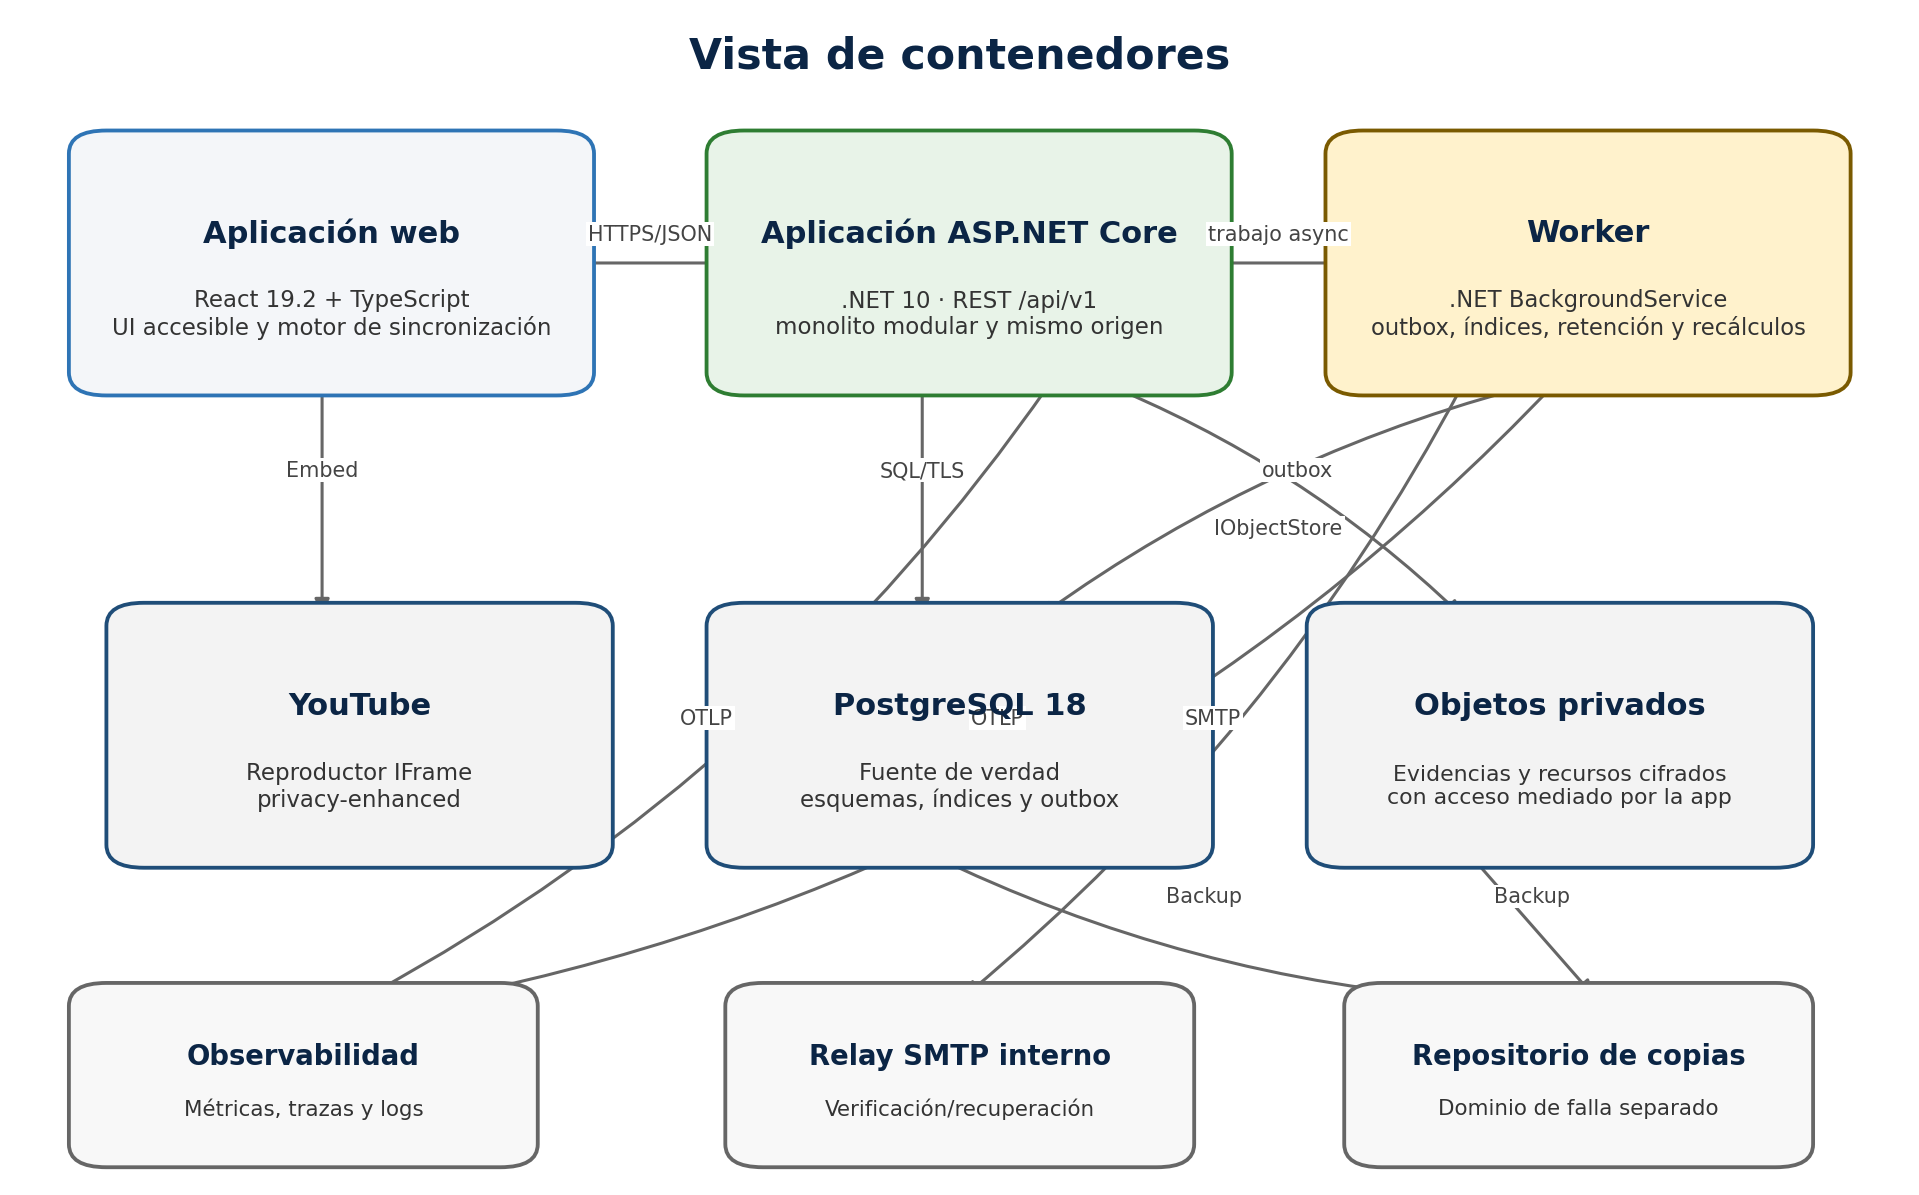 Vista de contenedores
Aplicación web
React 19.2 + TypeScript
UI accesible y motor de sincronización
HTTPS/JSON
Aplicación ASP.NET Core
.NET 10 · REST /api/v1
monolito modular y mismo origen
trabajo async
Worker
.NET BackgroundService
outbox, índices, retención y recálculos
Embed
SQL/TLS
outbox
IObjectStore
YouTube
Reproductor IFrame
privacy-enhanced
OTLP
PostgreSQL 18
OTLP
Fuente de verdad
esquemas, índices y outbox
SMTP
Objetos privados
Evidencias y recursos cifrados
con acceso mediado por la app
Backup
Backup
Observabilidad
Métricas, trazas y logs
Relay SMTP interno
Verificación/recuperación
Repositorio de copias
Dominio de falla separado